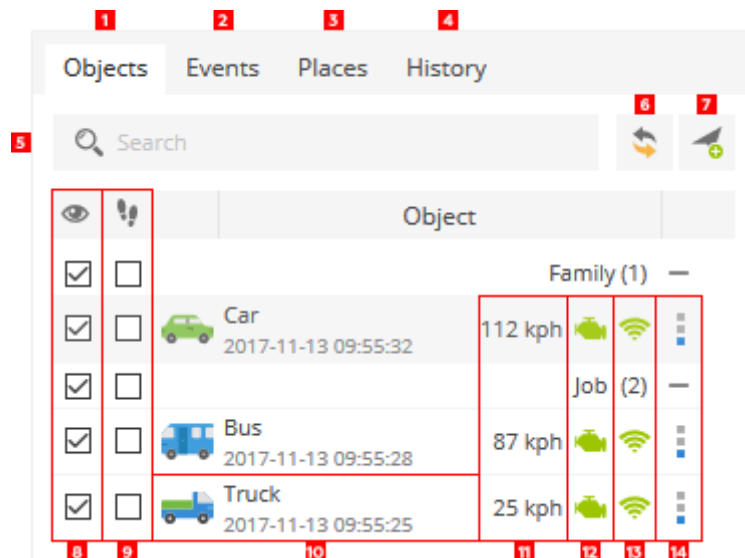 1 2 3 4
Objects Events Places History
6 7
5 Search
Object
Family (1)
Car 112 kph
2017-11-13 09:55:32
Job (2)
Bus 87 kph
2017-11-13 09:55:28
Truck 25 kph
2017-11-13 09:55:25
8 9 10 11 12 13 14